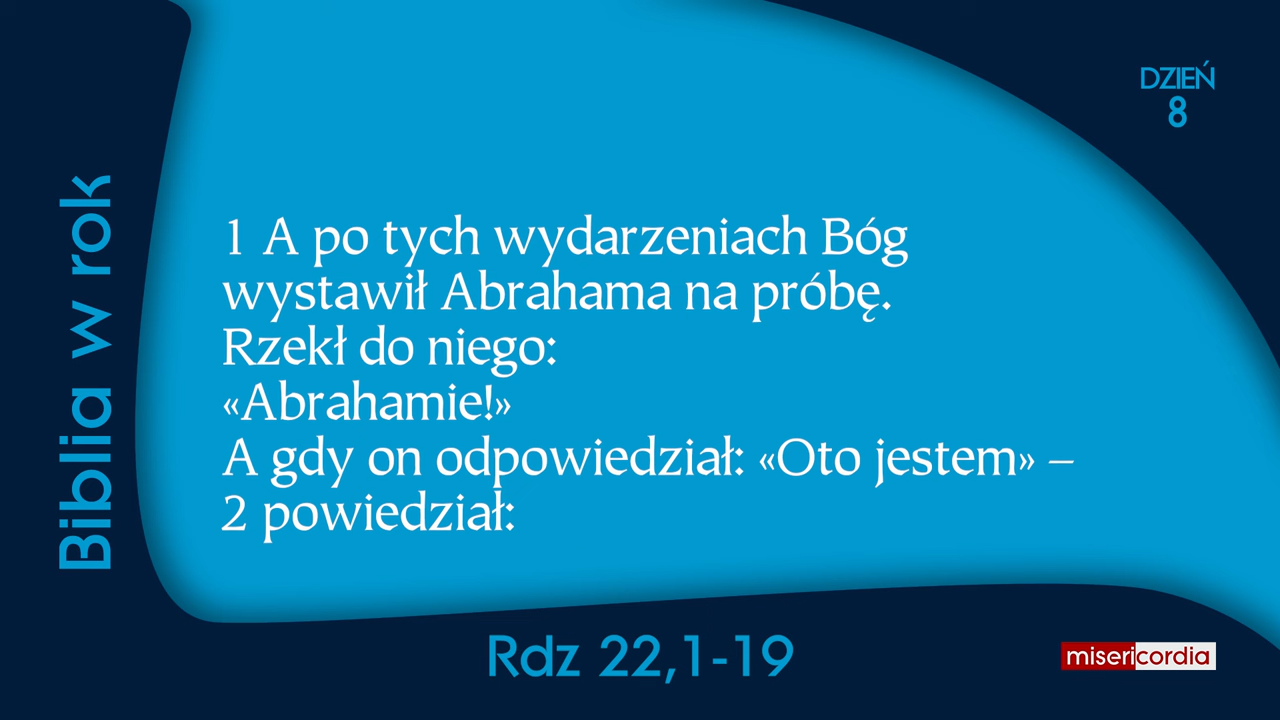 DZIEŃ
8
Biblia w rok
1 A po tych wydarzeniach Bóg
wystawił Abrahama na próbę.
Rzekł do niego:
«Abrahamie!»
A gdy on odpowiedział: «Oto jestem» –
2 powiedział:
Rdz 22,1-19
misericordia